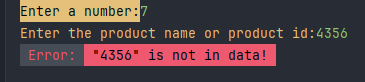 Enter a number:7
Enter the product name or product id:4356
Error: "4356" is not in data!